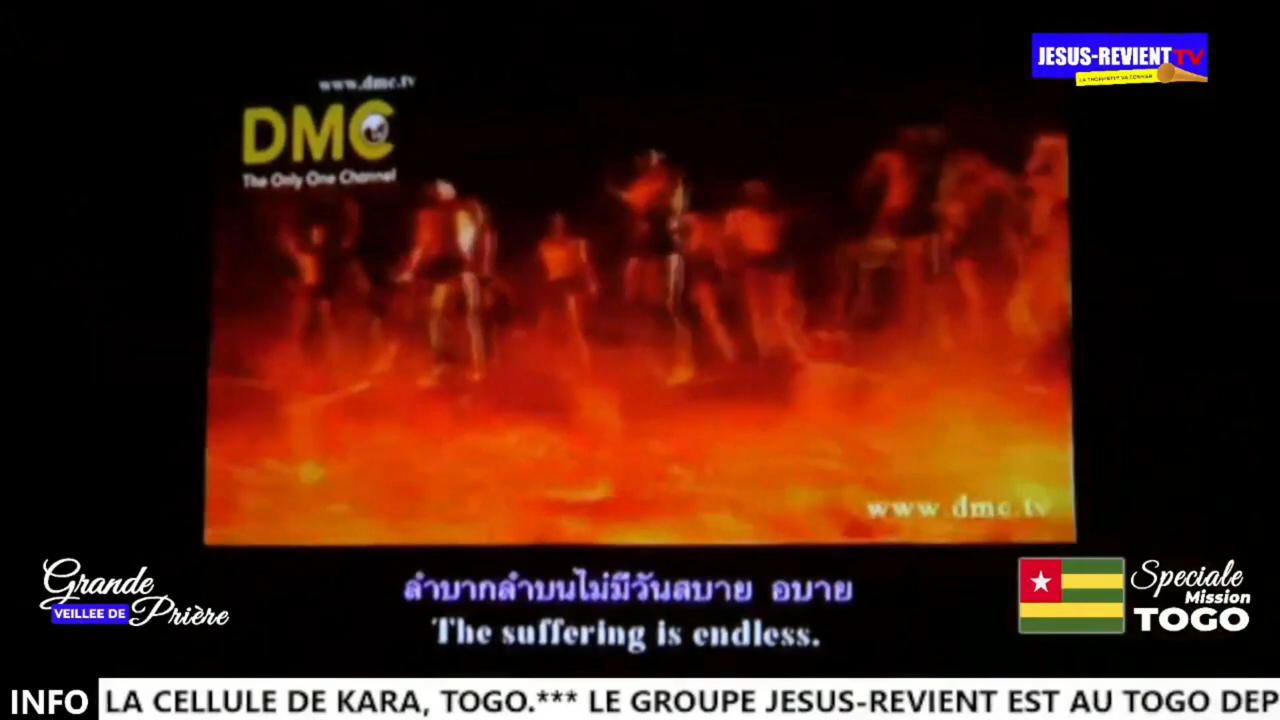 www.dmc.tv
DMC
The Only One Channel
JESUS-REVIENT TV
www.dmc.tv
ลำบากลำบนไม่มีวันสบาย อบาย
The suffering is endless.
Grande
VEILLEE DE Prière
Speciale
Mission
TOGO
INFO LA CELLULE DE KARA, TOGO.*** LE GROUPE JESUS-REVIENT EST AU TOGO DEP